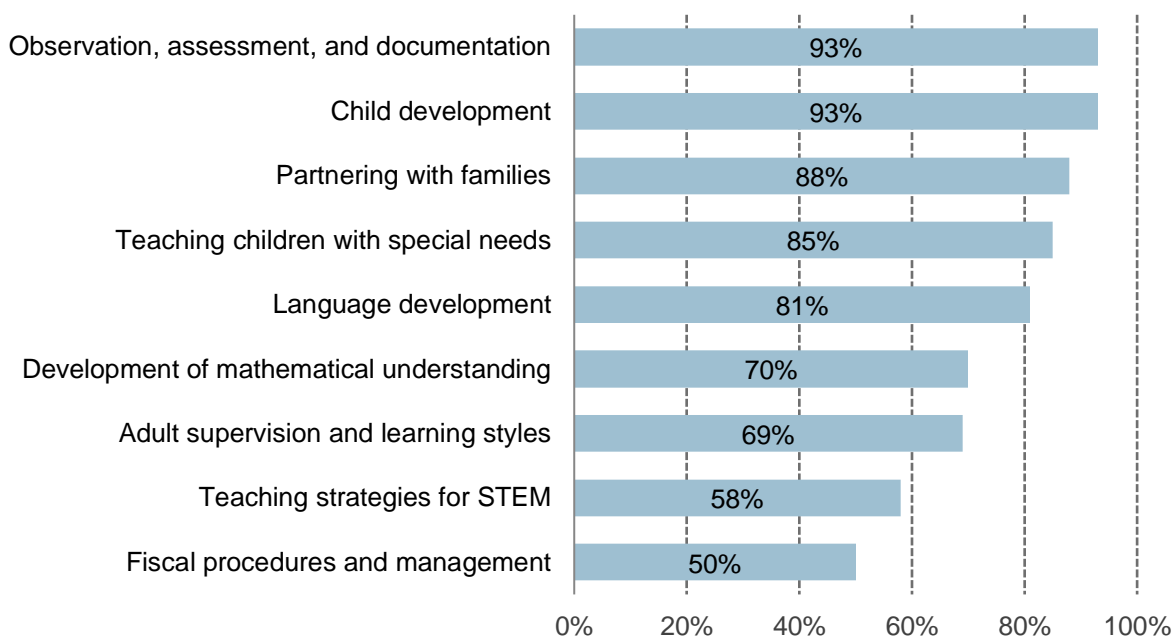 Observation, assessment, and documentation 93%
Child development 93%
Partnering with families 88%
Teaching children with special needs 85%
Language development 81%
Development of mathematical understanding 70%
Adult supervision and learning styles 69%
Teaching strategies for STEM 58%
Fiscal procedures and management 50%
0% 20% 40% 60% 80% 100%